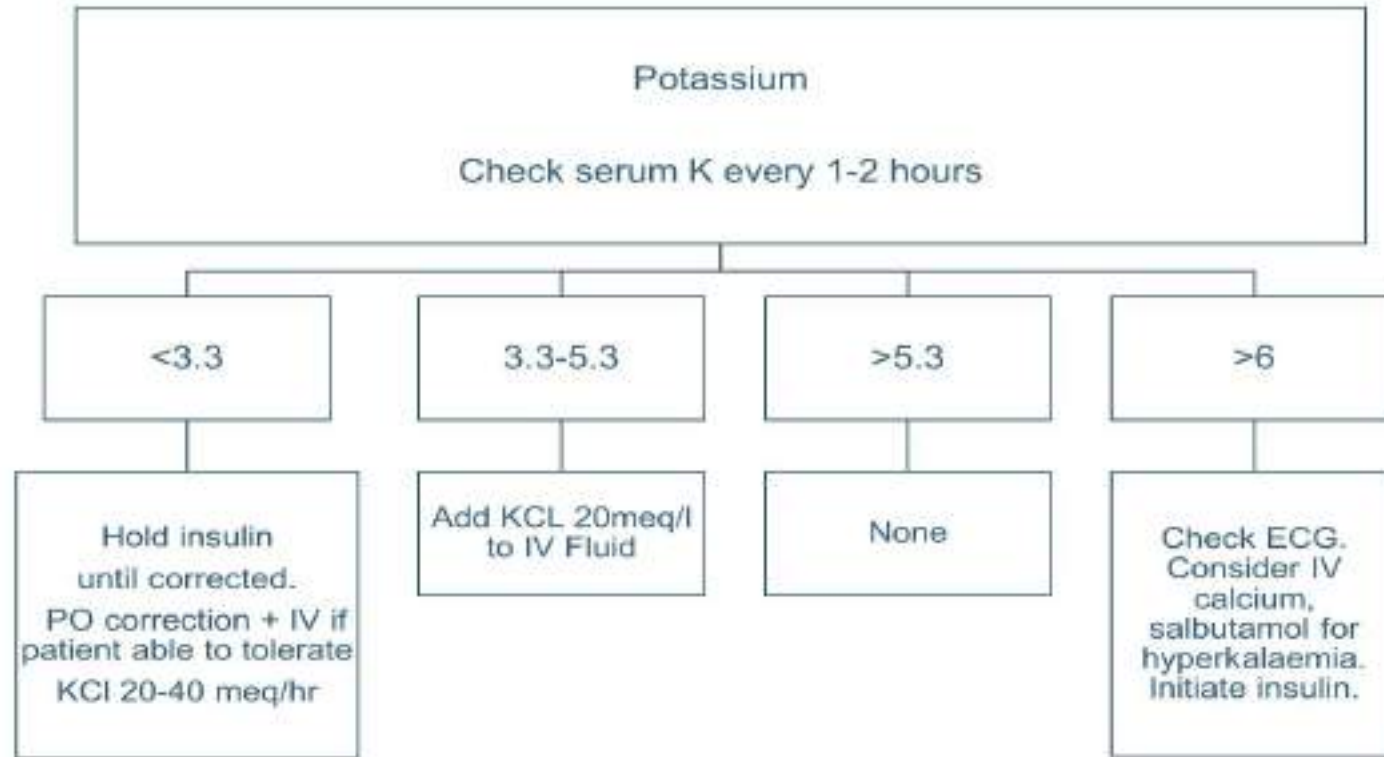 Potassium
Check serum K every 1-2 hours
<3.3
3.3-5.3
>5.3
>6
Hold insulin
until corrected.
PO correction + IV if
patient able to tolerate
KCl 20-40 meq/hr
Add KCL 20meq/l
to IV Fluid
None
Check ECG.
Consider IV
calcium,
salbutamol for
hyperkalaemia.
Initiate insulin.